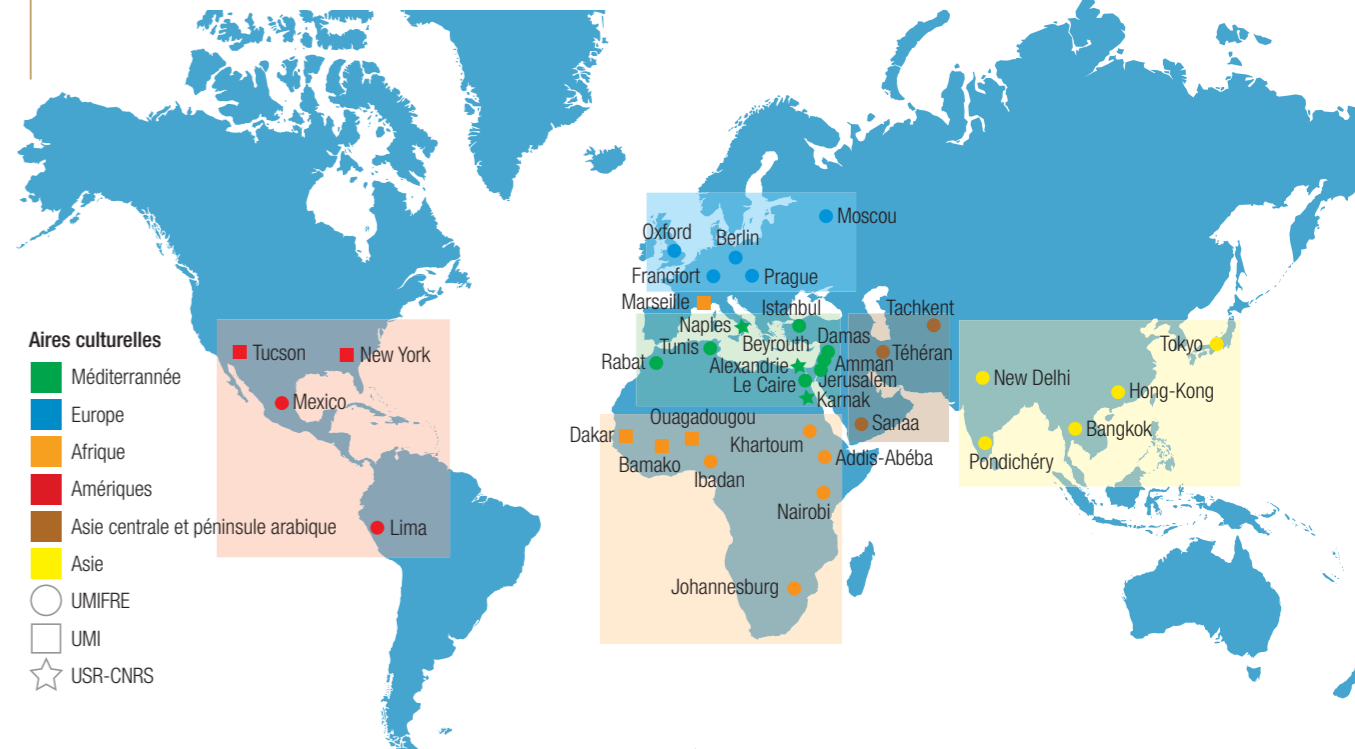 Moscou
Oxford
Berlin
Francfort
Prague
Marseille
Istanbul
Tachkent
Naples
Tunis
Beyrouth
Damas
Téhéran
Rabat
Alexandrie
Amman
Le Caire
Jerusalem
Karnak
Sanaa
Tokyo
New Delhi
Hong-Kong
Bangkok
Pondichéry
Ouagadougou
Dakar
Khartoum
Bamako
Addis-Abéba
Ibadan
Nairobi
Johannesburg
Tucson
New York
Mexico
Lima
Aires culturelles
Méditerrannée
Europe
Afrique
Amériques
Asie centrale et péninsule arabique
Asie
UMIFRE
UMI
USR-CNRS